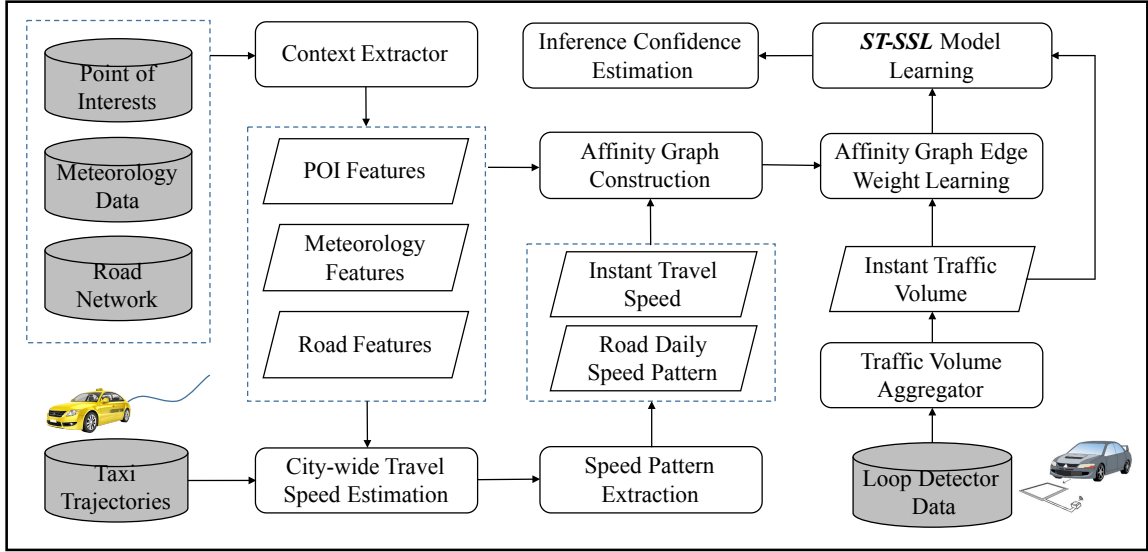 Point of
Interests
Meteorology
Data
Road
Network
Taxi
Trajectories
Context Extractor
POI Features
Meteorology
Features
Road Features
City-wide Travel
Speed Estimation
Inference Confidence
Estimation
Affinity Graph
Construction
Instant Travel
Speed
Road Daily
Speed Pattern
Speed Pattern
Extraction
ST-SSL Model
Learning
Affinity Graph Edge
Weight Learning
Instant Traffic
Volume
Traffic Volume
Aggregator
Loop Detector
Data